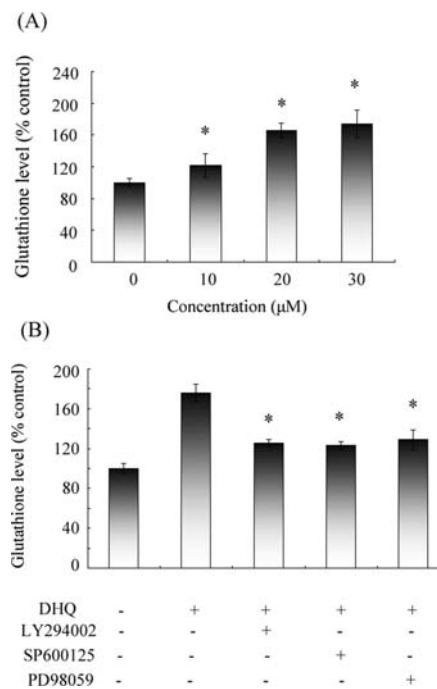 (A)
Glutathione level (% control)
240
200
160
120
80
40
0
* * *
0 10 20 30
Concentration (μM)
(B)
Glutathione level (% control)
200
160
120
80
40
0
* * *
DHQ - + + + +
LY294002 - - + - -
SP600125 - - - + -
PD98059 - - - - +